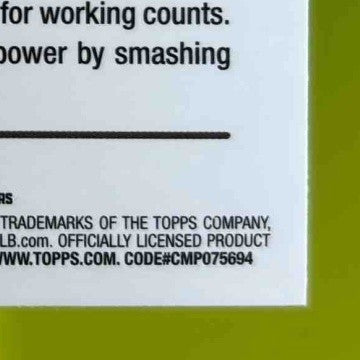 for working counts.
power by smashing
RS
TRADEMARKS OF THE TOPPS COMPANY,
LB.com. OFFICIALLY LICENSED PRODUCT
WWW.TOPPS.COM. CODE#CMP075694